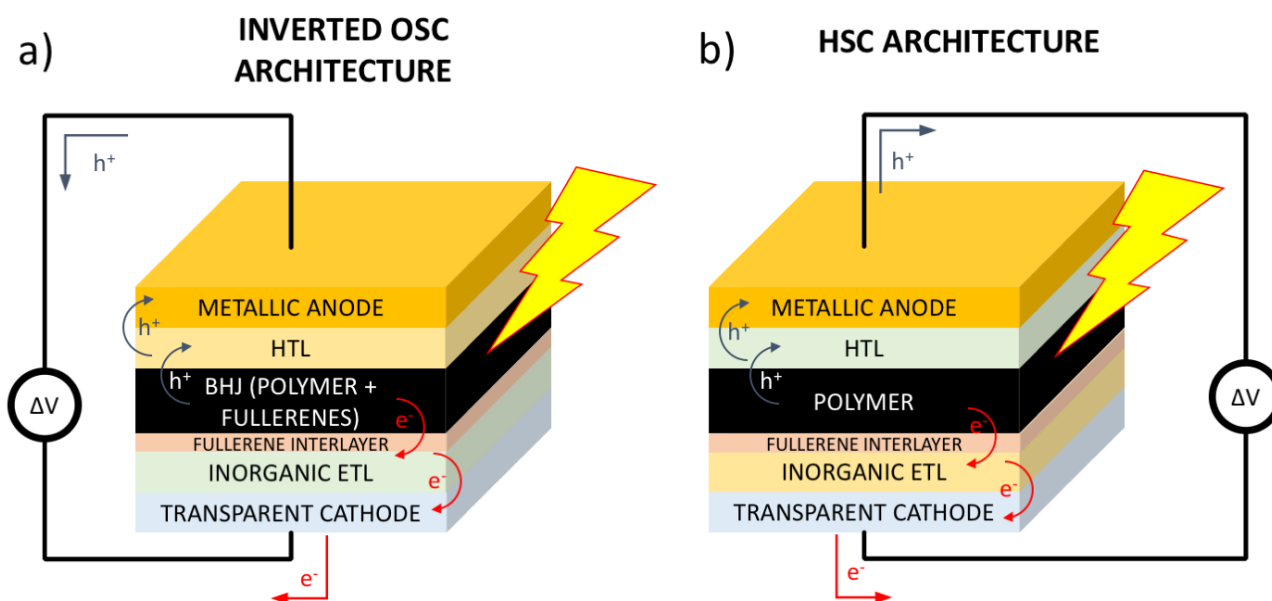 a)
INVERTED OSC
ARCHITECTURE
h⁺
METALLIC ANODE
h⁺
HTL
h⁺
BHJ (POLYMER +
FULLERENES)
e⁻
FULLERENE INTERLAYER
INORGANIC ETL
e⁻
TRANSPARENT CATHODE
e⁻
ΔV
b)
HSC ARCHITECTURE
h⁺
METALLIC ANODE
h⁺
HTL
h⁺
POLYMER
e⁻
FULLERENE INTERLAYER
INORGANIC ETL
e⁻
TRANSPARENT CATHODE
e⁻
ΔV